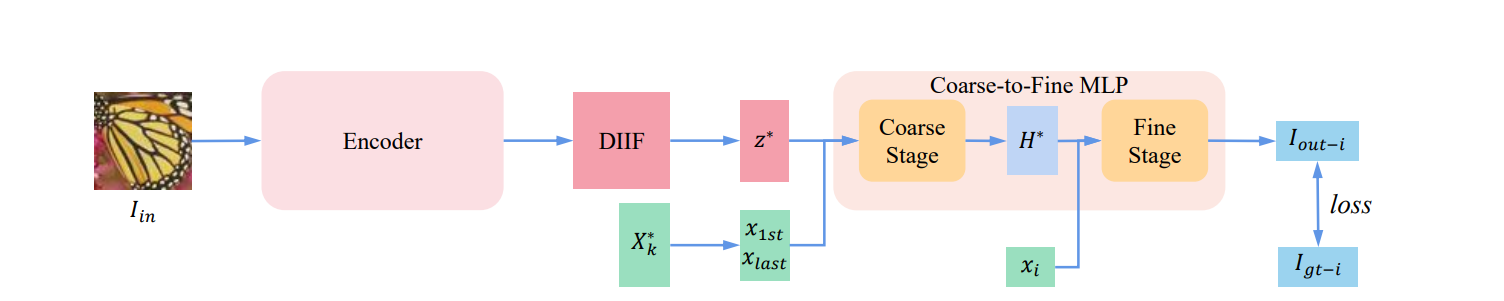 I_{in}
Encoder
DIIF
z^*
X_k^*
x_{1st}
x_{last}
Coarse-to-Fine MLP
Coarse
Stage
H^*
Fine
Stage
x_i
I_{out-i}
loss
I_{gt-i}